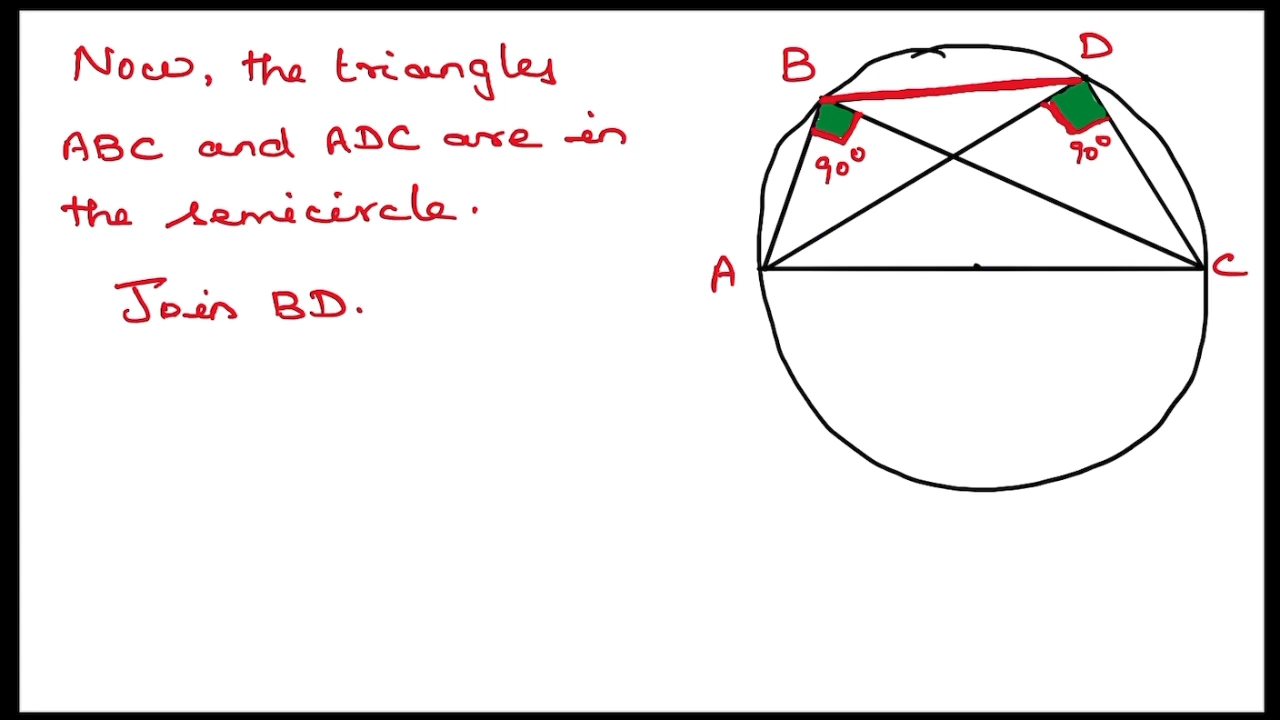 Now, the triangles
ABC and ADC are in
the semicircle.
Join BD.
B
D
90°
90°
A
C